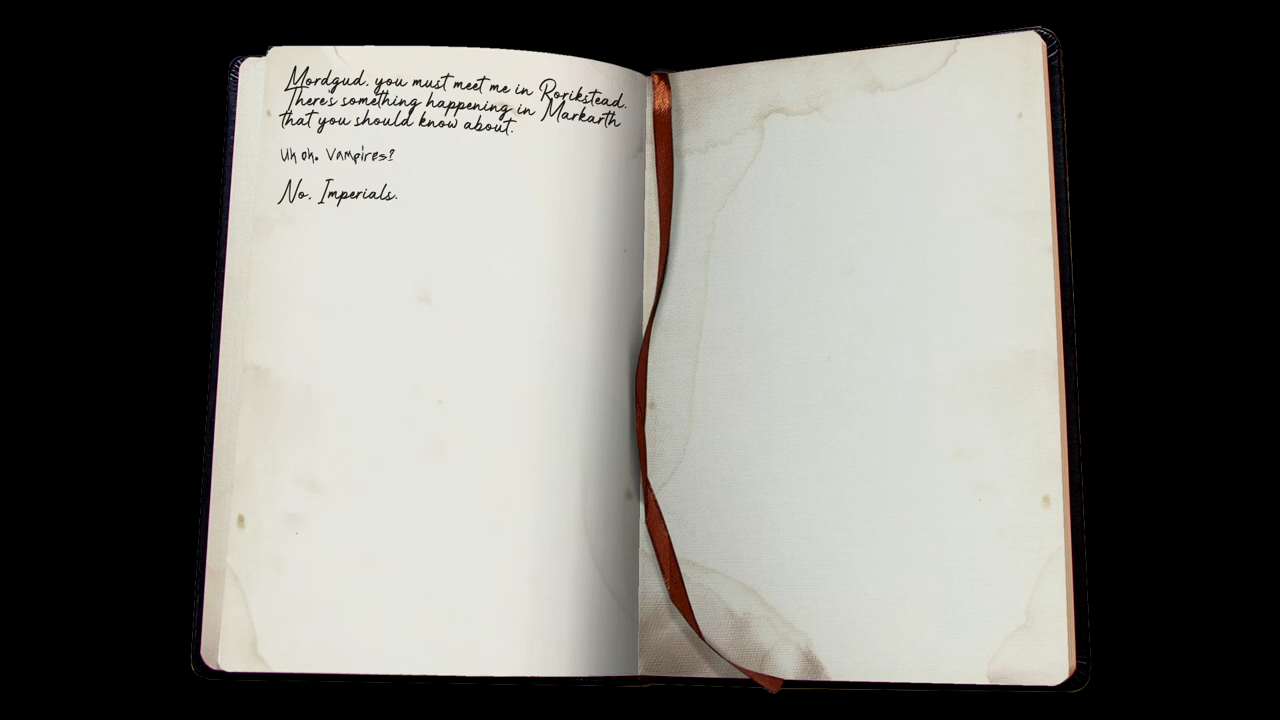 Mordgud, you must meet me in Rorikstead.
There's something happening in Markarth
that you should know about.
Uh oh. Vampires?
No. Imperials.